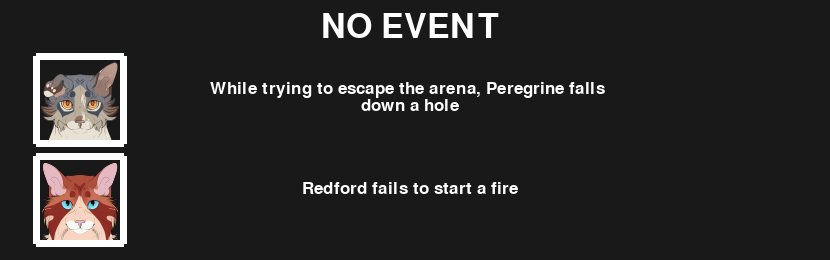 NO EVENT
While trying to escape the arena, Peregrine falls
down a hole
Redford fails to start a fire